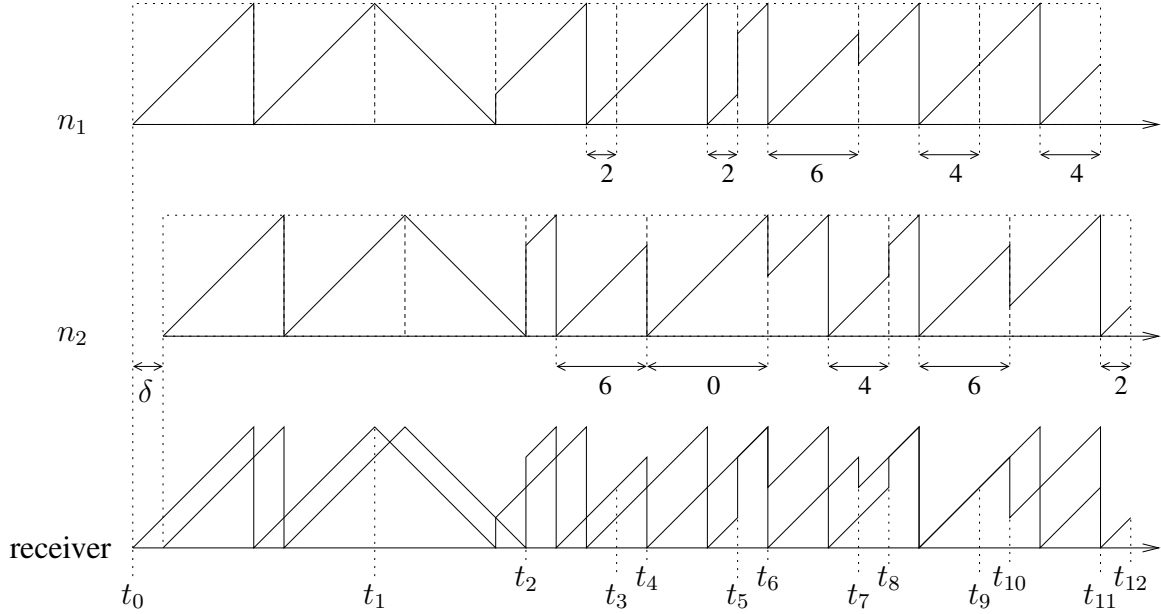 n₁
2 2 6 4 4
n₂
δ 6 0 4 6 2
receiver
t₀ t₁ t₂ t₃ t₄ t₅ t₆ t₇ t₈ t₉ t₁₀ t₁₁ t₁₂